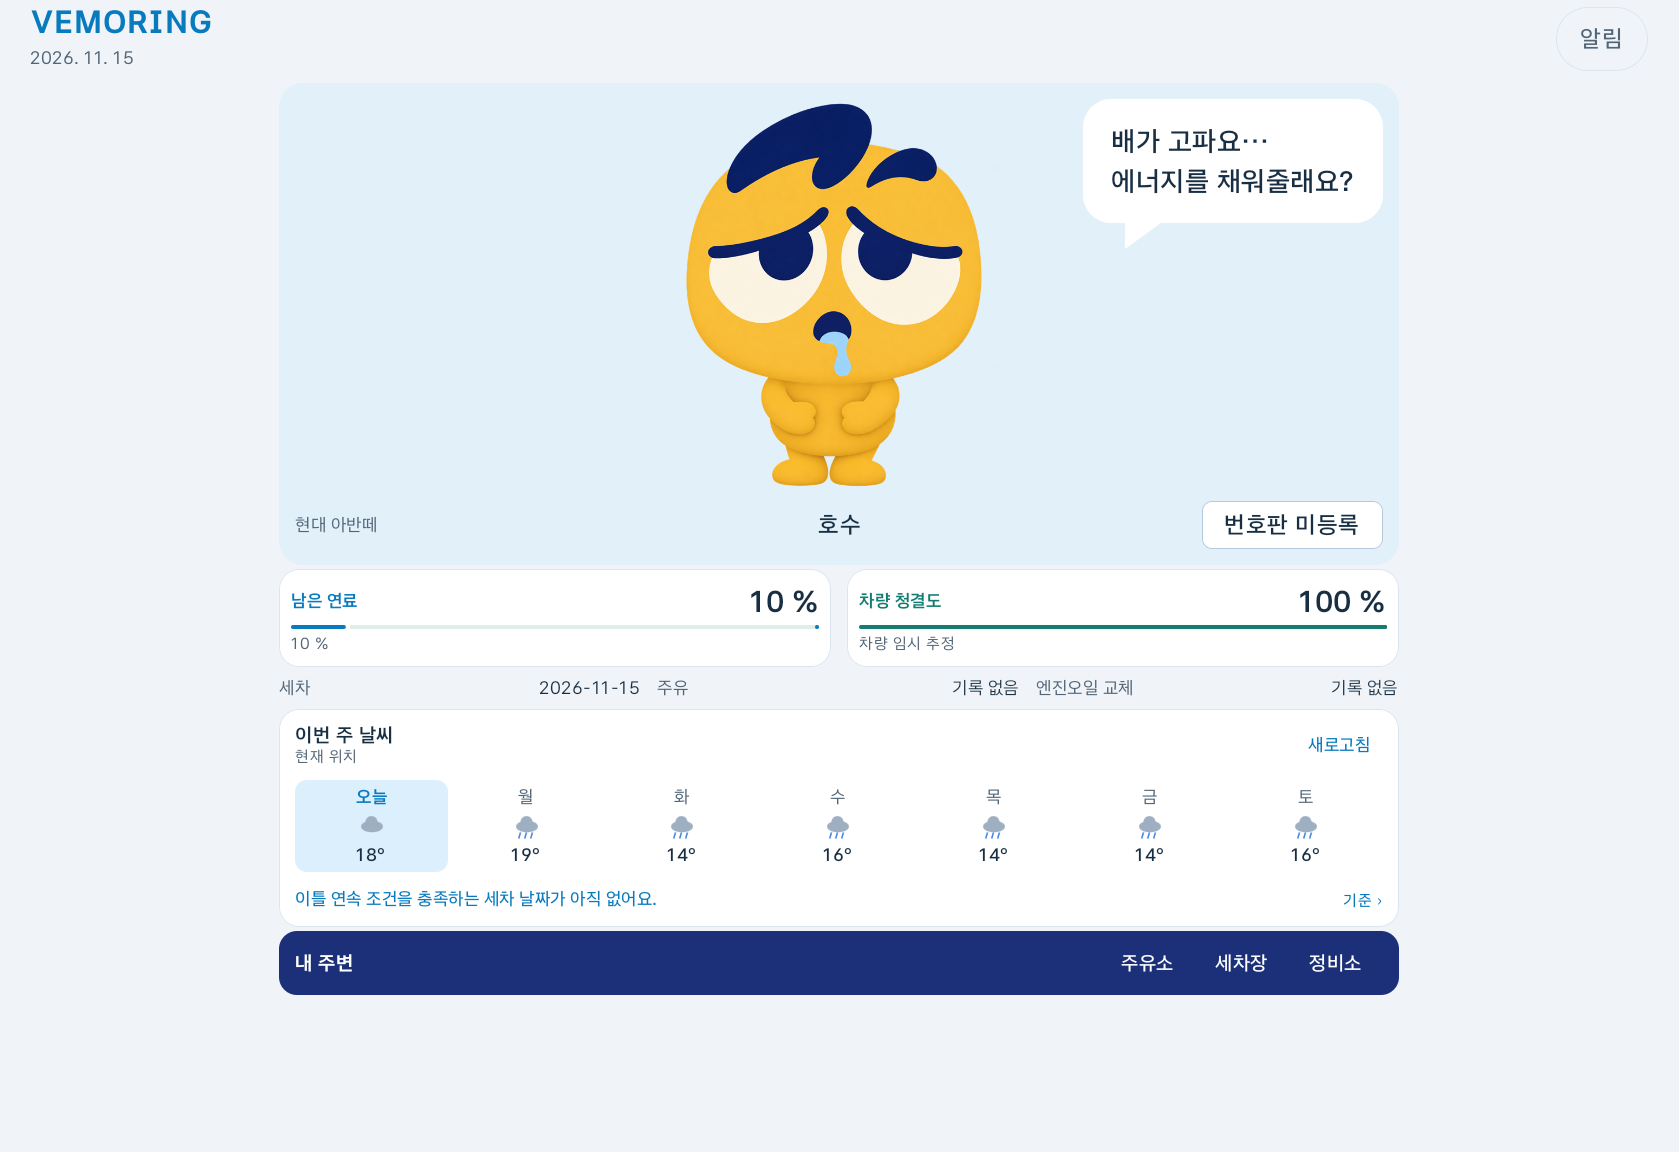 VEMORING
2026. 11. 15
알림
배가 고파요…
에너지를 채워줄래요?
현대 아반떼
호수
번호판 미등록
남은 연료
10 %
10 %
차량 청결도
100 %
차량 임시 추정
세차 2026-11-15 주유 기록 없음 엔진오일 교체 기록 없음
이번 주 날씨
현재 위치
새로고침
오늘 월 화 수 목 금 토
18° 19° 14° 16° 14° 14° 16°
이틀 연속 조건을 충족하는 세차 날짜가 아직 없어요.
기준 ›
내 주변 주유소 세차장 정비소